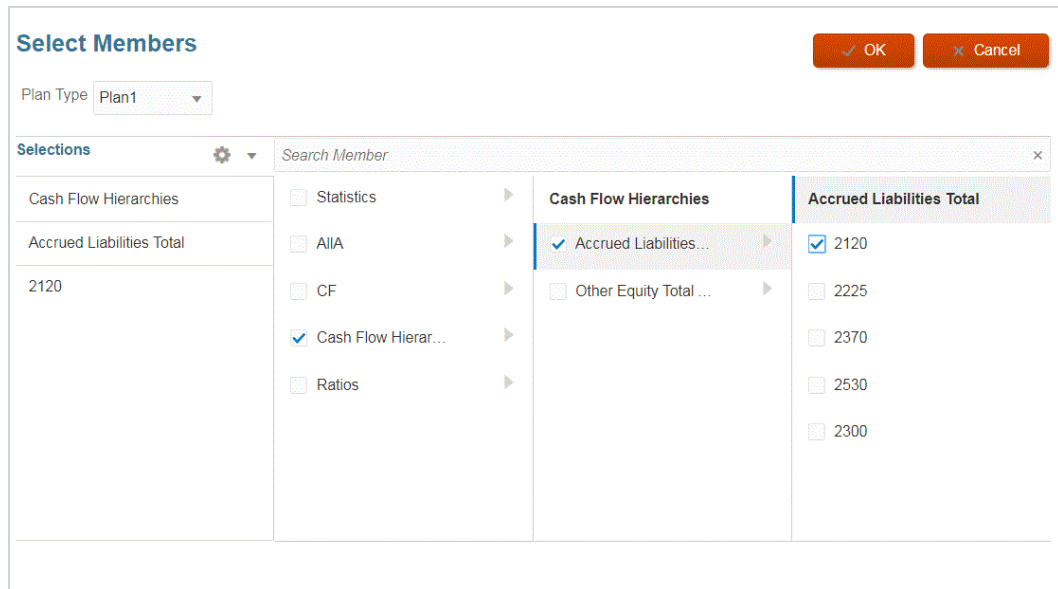 Select Members
OK
Cancel
Plan Type
Plan1
Selections
Search Member
Cash Flow Hierarchies
Accrued Liabilities Total
2120
Statistics
AllA
CF
Cash Flow Hierar...
Ratios
Cash Flow Hierarchies
Accrued Liabilities...
Other Equity Total ...
Accrued Liabilities Total
2120
2225
2370
2530
2300